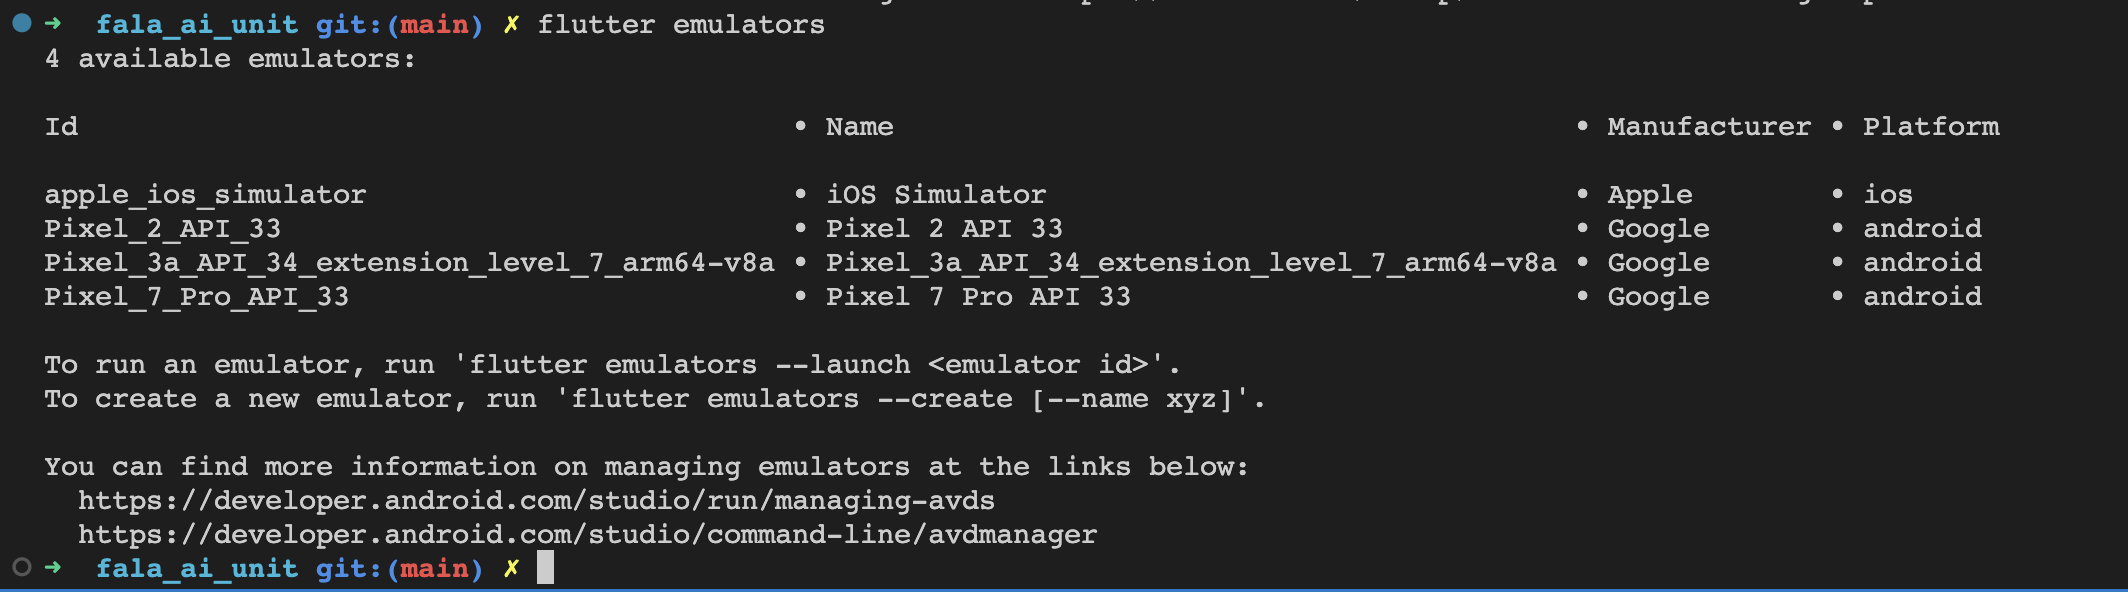 ➜  fala_ai_unit git:(main) ✗ flutter emulators
4 available emulators:
Id • Name • Manufacturer • Platform
apple_ios_simulator • iOS Simulator • Apple • ios
Pixel_2_API_33 • Pixel 2 API 33 • Google • android
Pixel_3a_API_34_extension_level_7_arm64-v8a • Pixel_3a_API_34_extension_level_7_arm64-v8a • Google • android
Pixel_7_Pro_API_33 • Pixel 7 Pro API 33 • Google • android
To run an emulator, run 'flutter emulators --launch <emulator id>'.
To create a new emulator, run 'flutter emulators --create [--name xyz]'.
You can find more information on managing emulators at the links below:
https://developer.android.com/studio/run/managing-avds
https://developer.android.com/studio/command-line/avdmanager
➜  fala_ai_unit git:(main) ✗